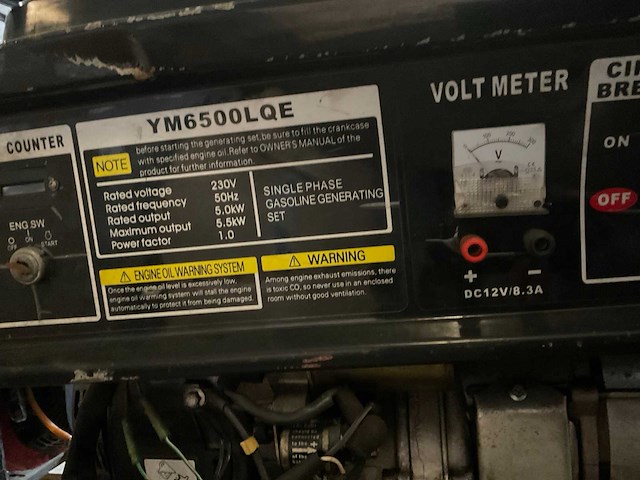 COUNTER
ENG.SW
OFF ON START
YM6500LQE
NOTE
before starting the generating set, be sure to fill the crankcase
with specified engine oil. Refer to OWNER'S MANUAL of the
product for further information.
Rated voltage 230V
Rated frequency 50Hz
Rated output 5.0kW
Maximum output 5.5kW
Power factor 1.0
SINGLE PHASE
GASOLINE GENERATING
SET
ENGINE OIL WARNING SYSTEM
Once the engine oil level is excessively low,
engine oil warming system will stall the engine
automatically to protect it from being damaged.
WARNING
Among engine exhaust emissions, there
is toxic CO, so never use in an enclosed
room without good ventilation.
VOLT METER
V
+ −
DC12V/8.3A
CI
BRE
ON
OFF